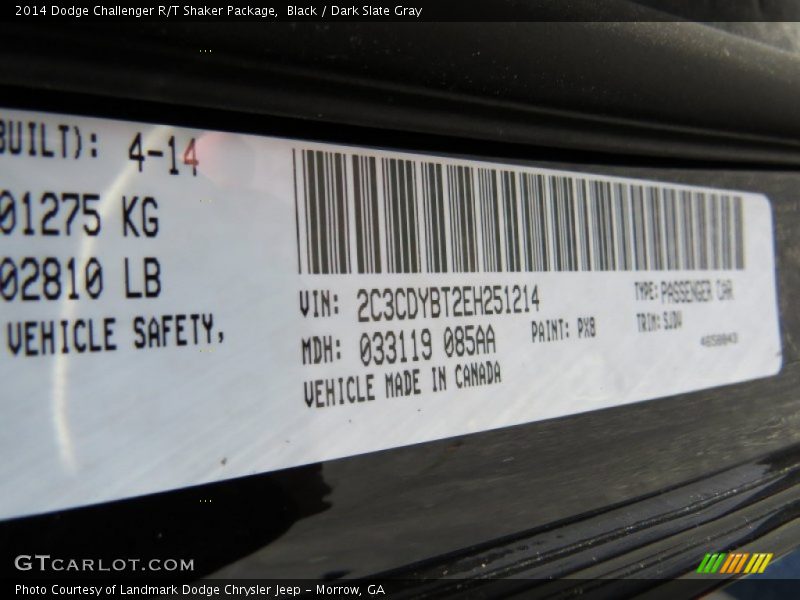 2014 Dodge Challenger R/T Shaker Package,  Black / Dark Slate Gray
BUILT): 4-14
01275 KG
02810 LB
VEHICLE SAFETY,
VIN: 2C3CDYBT2EH251214
TYPE: PASSENGER CAR
MDH: 033119 085AA
PAINT: PX8
TRIM:
VEHICLE MADE IN CANADA
GTCARLOT.COM
Photo Courtesy of Landmark Dodge Chrysler Jeep – Morrow, GA